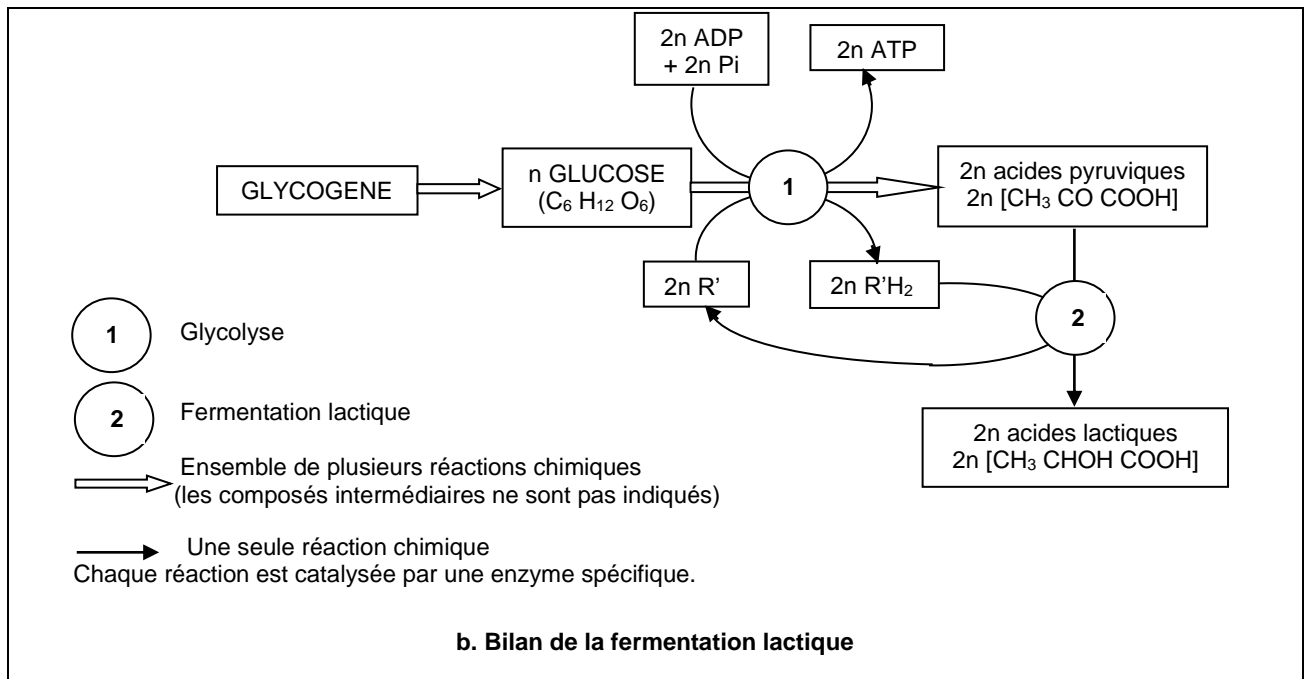 2n ADP
+ 2n Pi
2n ATP
GLYCOGENE
n GLUCOSE
(C₆ H₁₂ O₆)
1
2n acides pyruviques
2n [CH₃ CO COOH]
2n R’
2n R’H₂
2
1
Glycolyse
2
Fermentation lactique
2n acides lactiques
2n [CH₃ CHOH COOH]
Ensemble de plusieurs réactions chimiques
(les composés intermédiaires ne sont pas indiqués)
Une seule réaction chimique
Chaque réaction est catalysée par une enzyme spécifique.
b. Bilan de la fermentation lactique